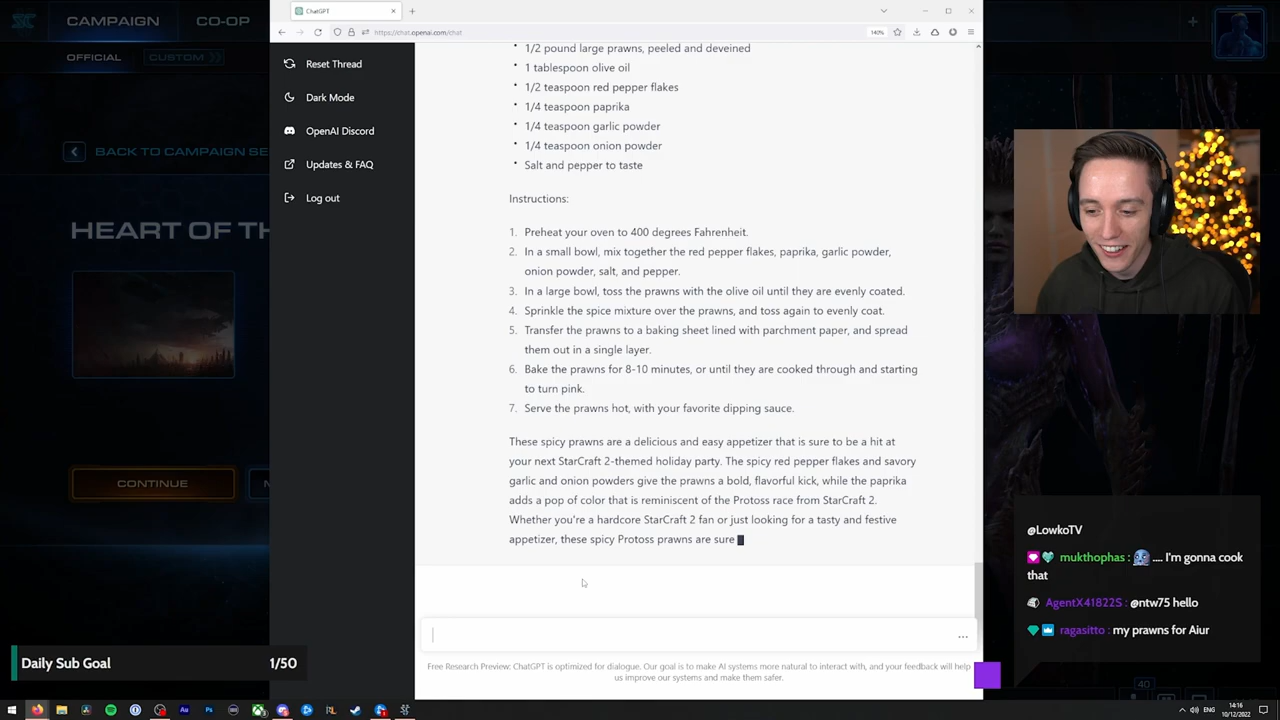 CAMPAIGN
CO-OP
OFFICIAL
CUSTOM
BACK TO CAMPAIGN SE
HEART OF TH
CONTINUE
ChatGPT
https://chat.openai.com/chat
140%
Reset Thread
Dark Mode
OpenAI Discord
Updates & FAQ
Log out
• 1/2 pound large prawns, peeled and deveined
• 1 tablespoon olive oil
• 1/2 teaspoon red pepper flakes
• 1/4 teaspoon paprika
• 1/4 teaspoon garlic powder
• 1/4 teaspoon onion powder
• Salt and pepper to taste
Instructions:
1. Preheat your oven to 400 degrees Fahrenheit.
2. In a small bowl, mix together the red pepper flakes, paprika, garlic powder,
onion powder, salt, and pepper.
3. In a large bowl, toss the prawns with the olive oil until they are evenly coated.
4. Sprinkle the spice mixture over the prawns, and toss again to evenly coat.
5. Transfer the prawns to a baking sheet lined with parchment paper, and spread
them out in a single layer.
6. Bake the prawns for 8-10 minutes, or until they are cooked through and starting
to turn pink.
7. Serve the prawns hot, with your favorite dipping sauce.
These spicy prawns are a delicious and easy appetizer that is sure to be a hit at
your next StarCraft 2-themed holiday party. The spicy red pepper flakes and savory
garlic and onion powders give the prawns a bold, flavorful kick, while the paprika
adds a pop of color that is reminiscent of the Protoss race from StarCraft 2.
Whether you're a hardcore StarCraft 2 fan or just looking for a tasty and festive
appetizer, these spicy Protoss prawns are sure
Free Research Preview: ChatGPT is optimized for dialogue. Our goal is to make AI systems more natural to interact with, and your feedback will help
us improve our systems and make them safer.
@LowkoTV
mukthophas : .... I'm gonna cook
that
AgentX41822S : @ntw75 hello
ragasitto : my prawns for Aiur
40
Daily Sub Goal
1/50
ENG
14:16
10/12/2022